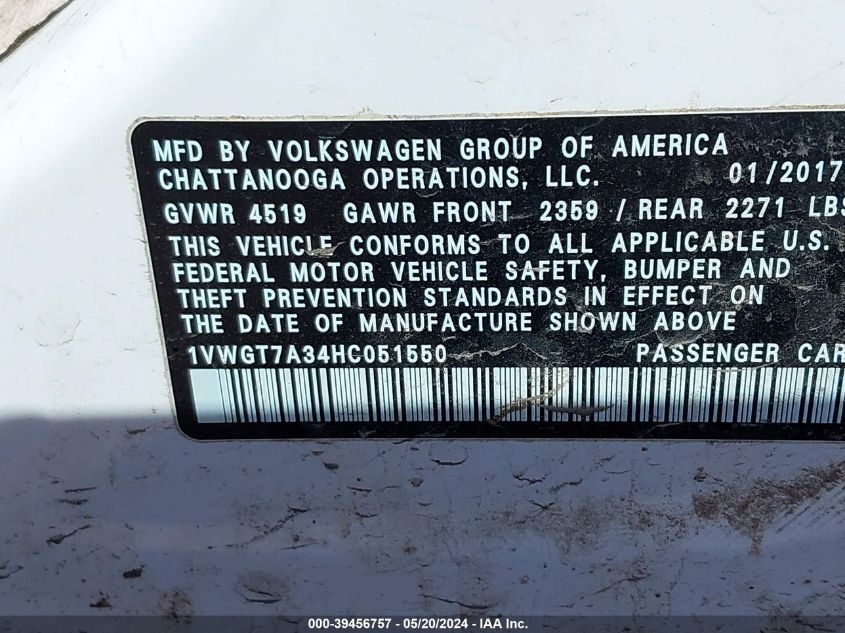 MFD BY VOLKSWAGEN GROUP OF AMERICA
CHATTANOOGA OPERATIONS, LLC. 01/2017
GVWR 4519 GAWR FRONT 2359 / REAR 2271 LBS
THIS VEHICLE CONFORMS TO ALL APPLICABLE U.S.
FEDERAL MOTOR VEHICLE SAFETY, BUMPER AND
THEFT PREVENTION STANDARDS IN EFFECT ON
THE DATE OF MANUFACTURE SHOWN ABOVE
1VWGT7A34HC051550 PASSENGER CAR
000-39456757 - 05/20/2024 - IAA Inc.